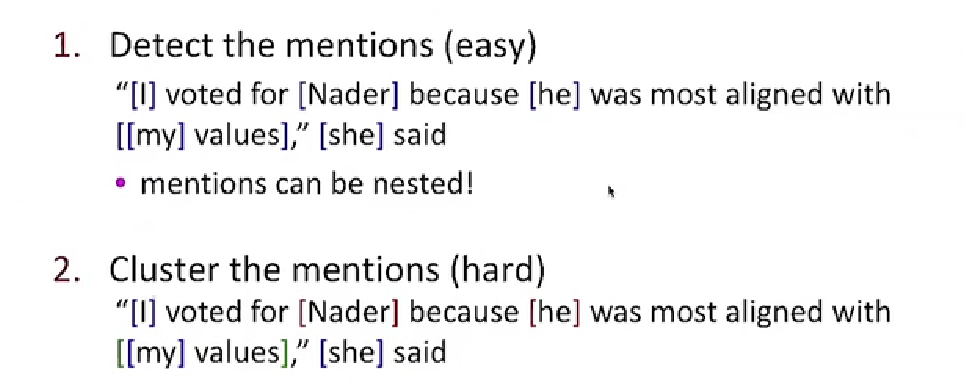 1. Detect the mentions (easy)
“[I] voted for [Nader] because [he] was most aligned with
[[my] values],” [she] said
• mentions can be nested!
2. Cluster the mentions (hard)
“[I] voted for [Nader] because [he] was most aligned with
[[my] values],” [she] said